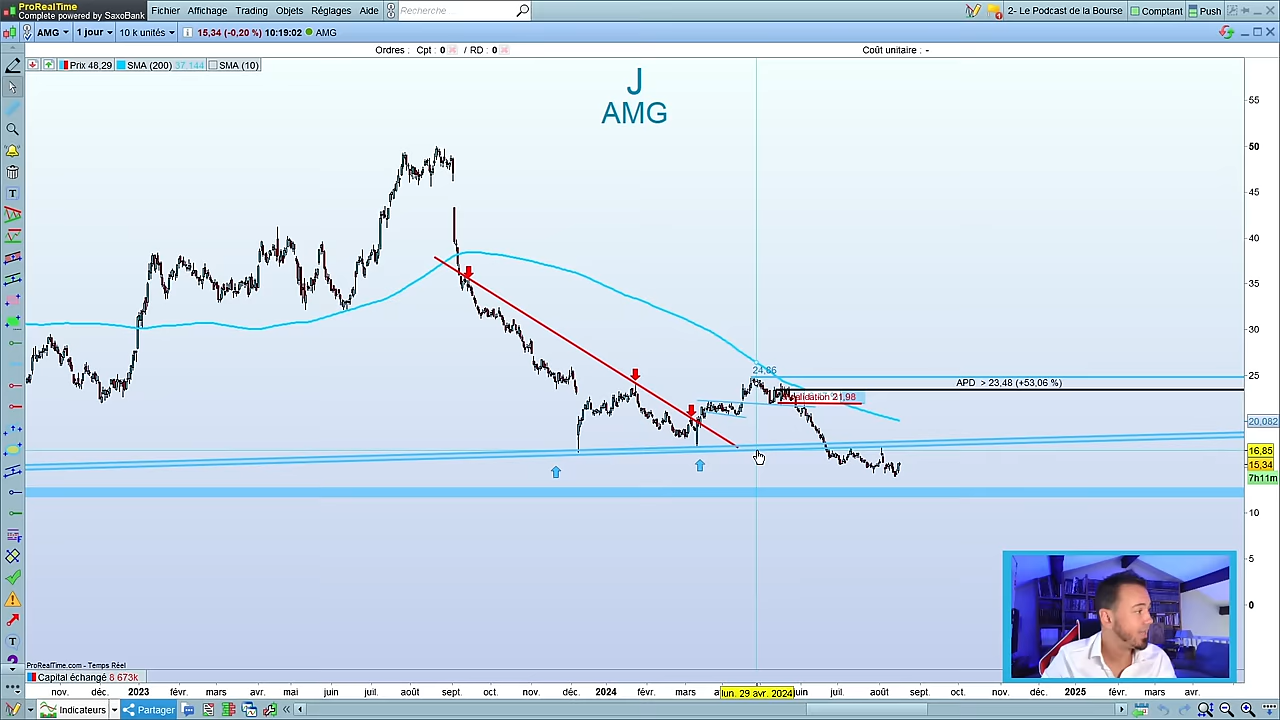 ProRealTime
Complete powered by SaxoBank
Fichier Affichage Trading Objets Réglages Aide
Recherche
2- Le Podcast de la Bourse Comptant Push
AMG 1 jour 10 k unités 15,34 (-0,20 %) 10:19:02 AMG
Ordres : Cpt : 0 / RD : 0 Coût unitaire : -
Prix 48,29 SMA (200) 37,144 SMA (10)
J
AMG
55
50
45
40
35
30
25
24,66
APD > 23,48 (+53,06 %)
validation 21,98
20,082
16,85
15,34
7h11m
10
5
0
ProRealTime.com - Temps Réel
Capital échangé 8 673k
nov. déc. 2023 févr. mars avr. mai juin juil. août sept. oct. nov. déc. 2024 févr. mars a lun. 29 avr. 2024 juin juil. août sept. oct. nov. déc. 2025 févr. mars avr.
Indicateurs Partager